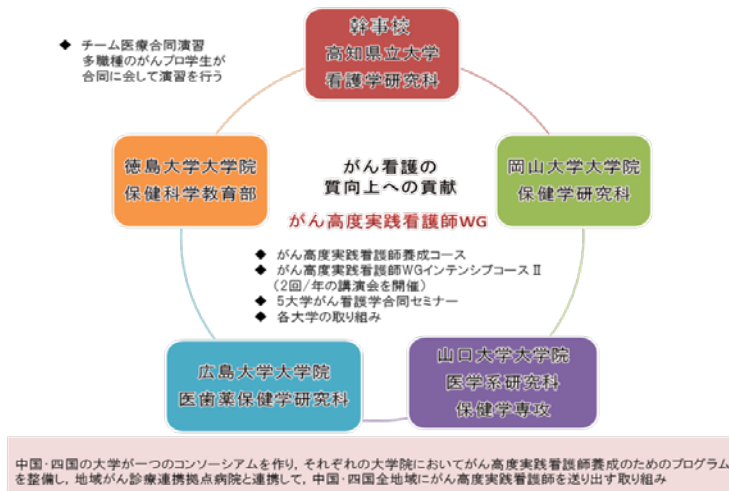 幹事校
高知県立大学
看護学研究科
◆ チーム医療合同演習
多職種のがんプロ学生が
合同に会して演習を行う
徳島大学大学院
保健科学教育部
がん看護の
質向上への貢献
岡山大学大学院
保健学研究科
がん高度実践看護師WG
◆ がん高度実践看護師養成コース
◆ がん高度実践看護師WGインテンシブコースⅡ
(2回/年の講演会を開催)
◆ 5大学がん看護学合同セミナー
◆ 各大学の取り組み
広島大学大学院
医歯薬保健学研究科
山口大学大学院
医学系研究科
保健学専攻
中国・四国の大学が一つのコンソーシアムを作り, それぞれの大学院においてがん高度実践看護師養成のためのプログラム
を整備し, 地域がん診療連携拠点病院と連携して, 中国・四国全地域にがん高度実践看護師を送り出す取り組み